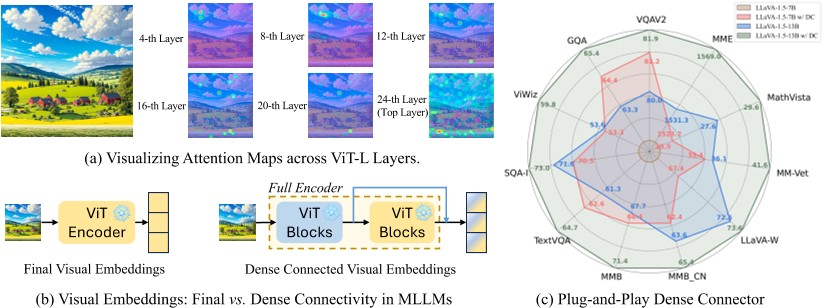 4-th Layer
8-th Layer
12-th Layer
16-th Layer
20-th Layer
24-th Layer
(Top Layer)
(a) Visualizing Attention Maps across ViT-L Layers.
Full Encoder
ViT
Encoder
ViT
Blocks
ViT
Blocks
Final Visual Embeddings
Dense Connected Visual Embeddings
(b) Visual Embeddings: Final vs. Dense Connectivity in MLLMs
LLaVA-1.5-7B
LLaVA-1.5-7B w/ DC
LLaVA-1.5-13B
LLaVA-1.5-13B w/ DC
VQAV2
GQA
MME
ViWiz
MathVista
SQA-I
MM-Vet
TextVQA
LLaVA-W
MMB
MMB_CN
81.9
65.4
1569.0
81.2
64.4
59.8
29.6
63.3
80.0
1531.3
27.6
53.6
73.0
71.6
70.5
36.1
41.6
61.3
67.4
62.6
67.7
62.4
72.5
73.6
64.7
63.6
71.4
65.4
(c) Plug-and-Play Dense Connector